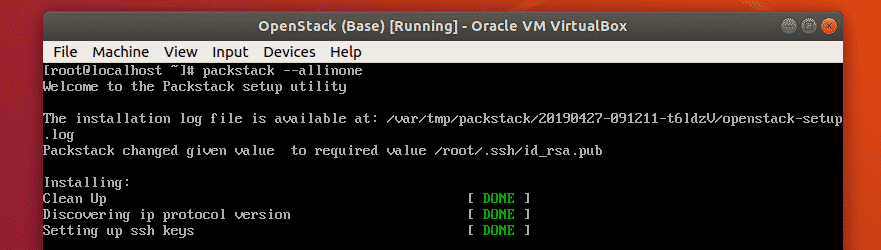 OpenStack (Base) [Running] - Oracle VM VirtualBox
File Machine View Input Devices Help
[root@localhost ~]# packstack --allinone
Welcome to the Packstack setup utility
The installation log file is available at: /var/tmp/packstack/20190427-091211-t6ldzV/openstack-setup
.log
Packstack changed given value  to required value /root/.ssh/id_rsa.pub
Installing:
Clean Up [ DONE ]
Discovering ip protocol version [ DONE ]
Setting up ssh keys [ DONE ]